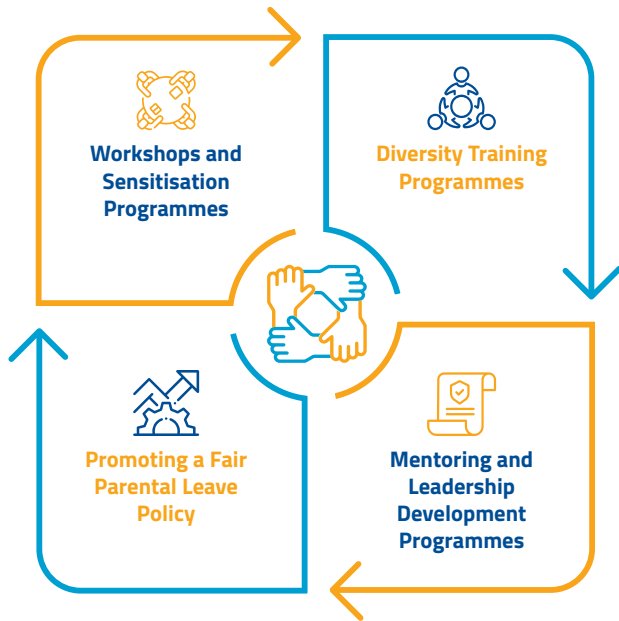 Workshops and
Sensitisation
Programmes
Diversity Training
Programmes
Promoting a Fair
Parental Leave
Policy
Mentoring and
Leadership
Development
Programmes